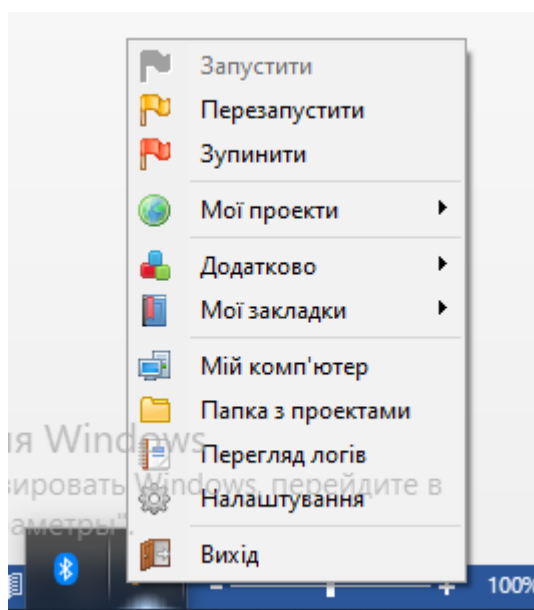 Запустити
Перезапустити
Зупинити
Мої проекти
Додатково
Мої закладки
Мій комп'ютер
Папка з проектами
ія Windows
Перегляд логів
зировать Windows, перейдите в
Налаштування
аметры".
Вихід
100%